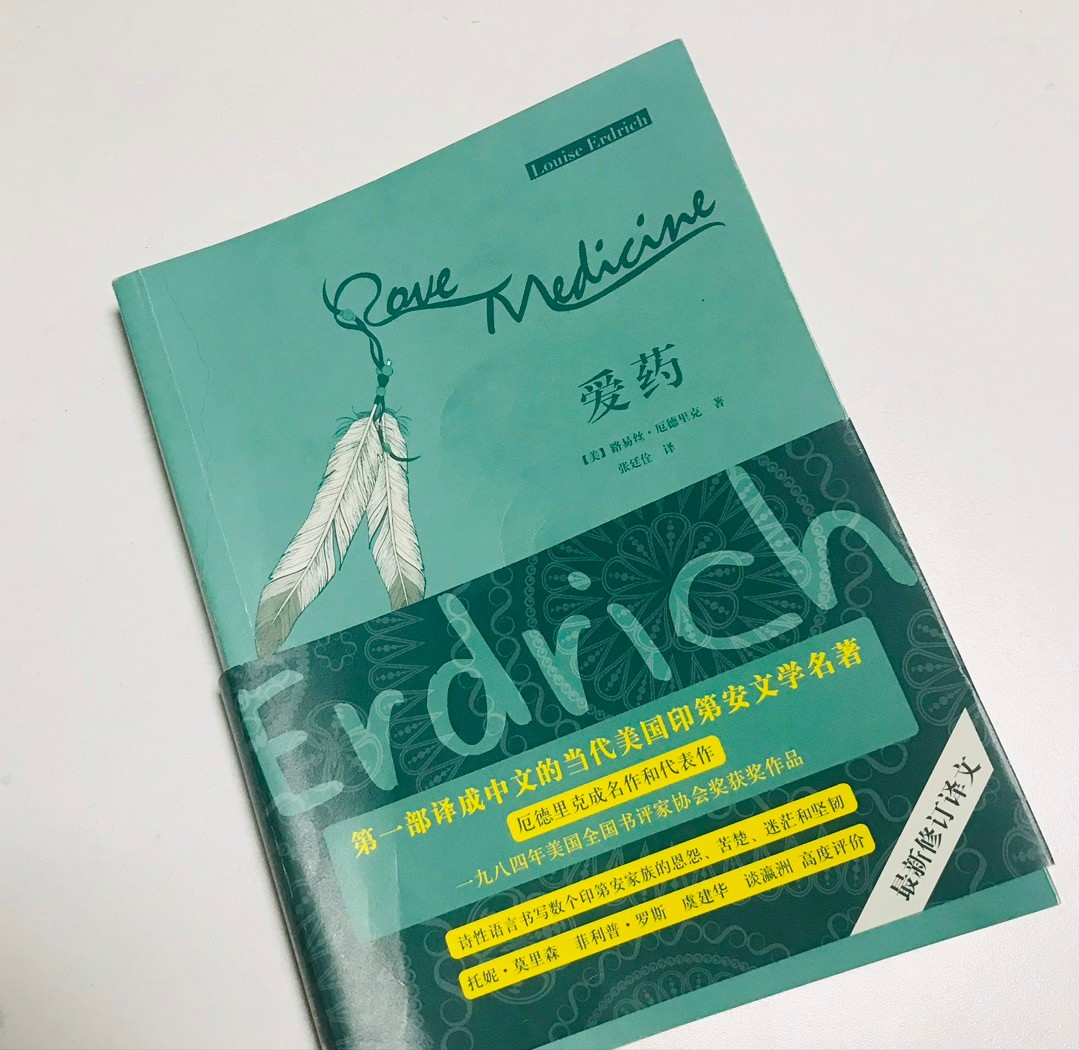 Louise Erdrich
Love Medicine
爱药
【美】路易丝·厄德里克 著
张廷佺 译
Erdrich
第一部译成中文的当代美国印第安文学名著
厄德里克成名作和代表作
一九八四年美国全国书评家协会奖获奖作品
诗性语言书写数个印第安家族的恩怨、苦楚、迷茫和坚韧
托妮·莫里森 菲利普·罗斯 虞建华 谈瀛洲 高度评价
最新修订译文